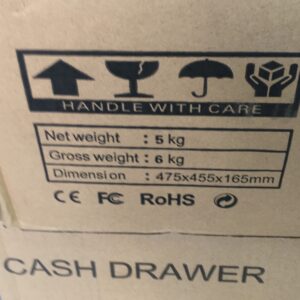 HANDLE WITH CARE
Net weight : 5 kg
Gross weight : 6 kg
Dimension : 475x455x165mm
CE FC RoHS
CASH DRAWER